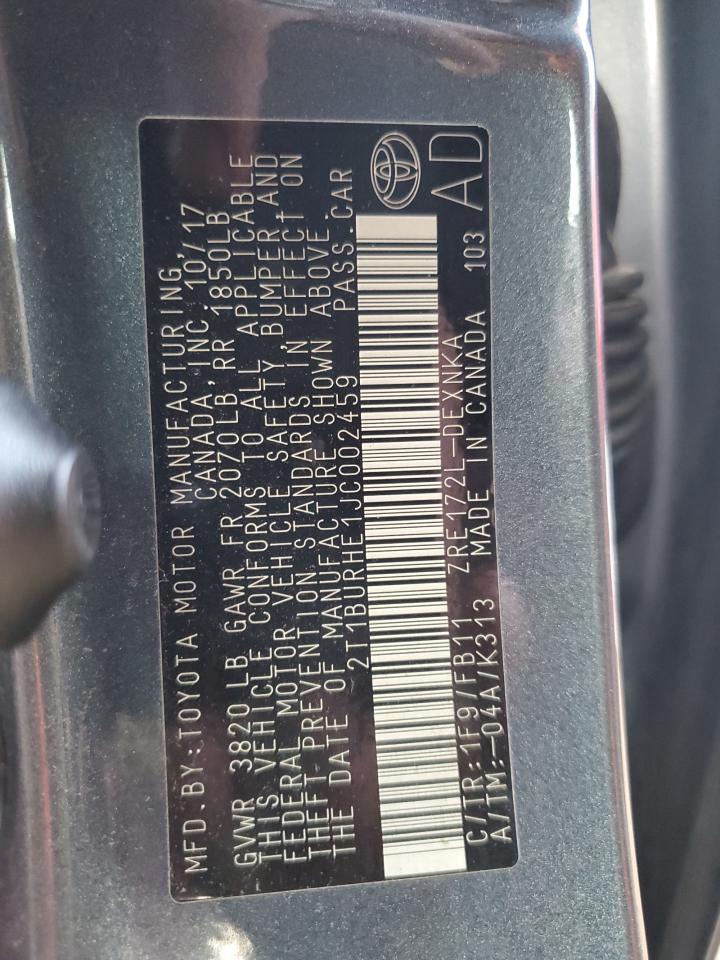 MFD.BY:TOYOTA MOTOR MANUFACTURING,
CANADA,INC. 10/17
GVWR 3820 LB GAWR FR 2070LB, RR 1850LB
THIS VEHICLE CONFORMS TO ALL APPLICABLE
FEDERAL MOTOR VEHICLE SAFETY, BUMPER, AND
THEFT PREVENTION STANDARDS IN EFFECT ON
THE DATE OF MANUFACTURE SHOWN ABOVE.
2T1BURHE1JC002459 PASS.CAR
C/TR:1F9/FB11 ZRE172L-DEXNKA
A/TM:-04A/K313 MADE IN CANADA 103
AD